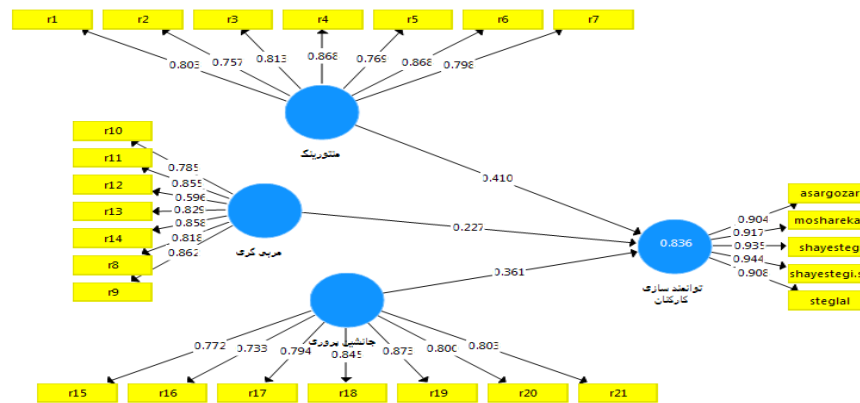 r1 r2 r3 r4 r5 r6 r7
0.803 0.757 0.813 0.868 0.769 0.868 0.798
منتورینگ
0.410
r10
r11
r12
r13
r14
r8
r9
0.785
0.855
0.596
0.829
0.858
0.818
0.862
مربی گری
0.227
جانشین پروری
0.361
0.772 0.733 0.794 0.845 0.873 0.800 0.803
r15 r16 r17 r18 r19 r20 r21
0.836
توانمند سازی
کارکنان
0.904
0.917
0.935
0.944
0.908
asargozar
moshareka
shayestegi
shayestegi.s
steglal